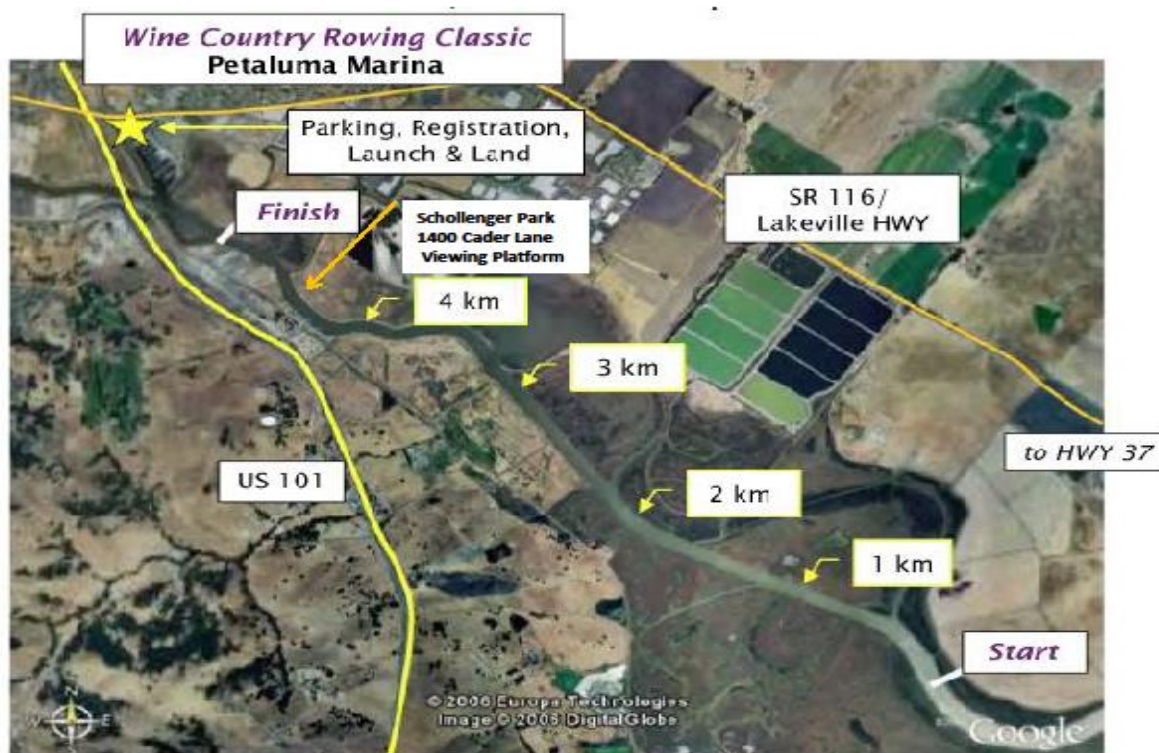 Wine Country Rowing Classic
Petaluma Marina
Parking, Registration,
Launch & Land
Finish
Schollenger Park
1400 Cader Lane
Viewing Platform
SR 116/
Lakeville HWY
4 km
3 km
to HWY 37
US 101
2 km
1 km
Start
© 2006 Europa Technologies
Image © 2006 DigitalGlobe
Google
N
W
E